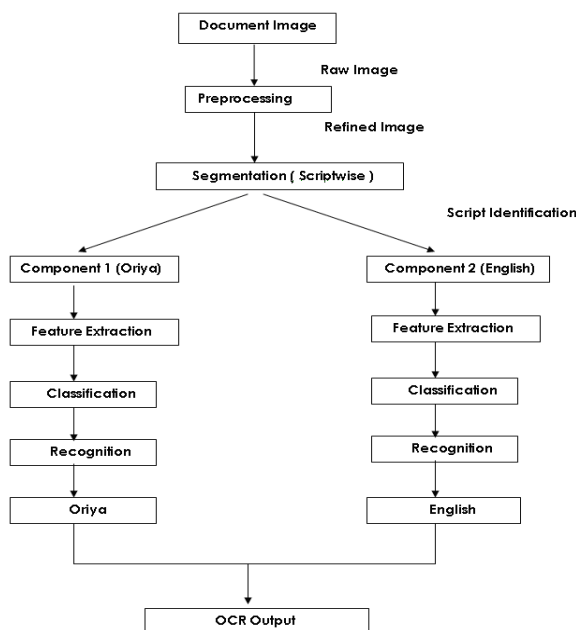 Document Image
Raw Image
Preprocessing
Refined Image
Segmentation ( Scriptwise )
Script Identification
Component 1 (Oriya)
Component 2 (English)
Feature Extraction
Feature Extraction
Classification
Classification
Recognition
Recognition
Oriya
English
OCR Output